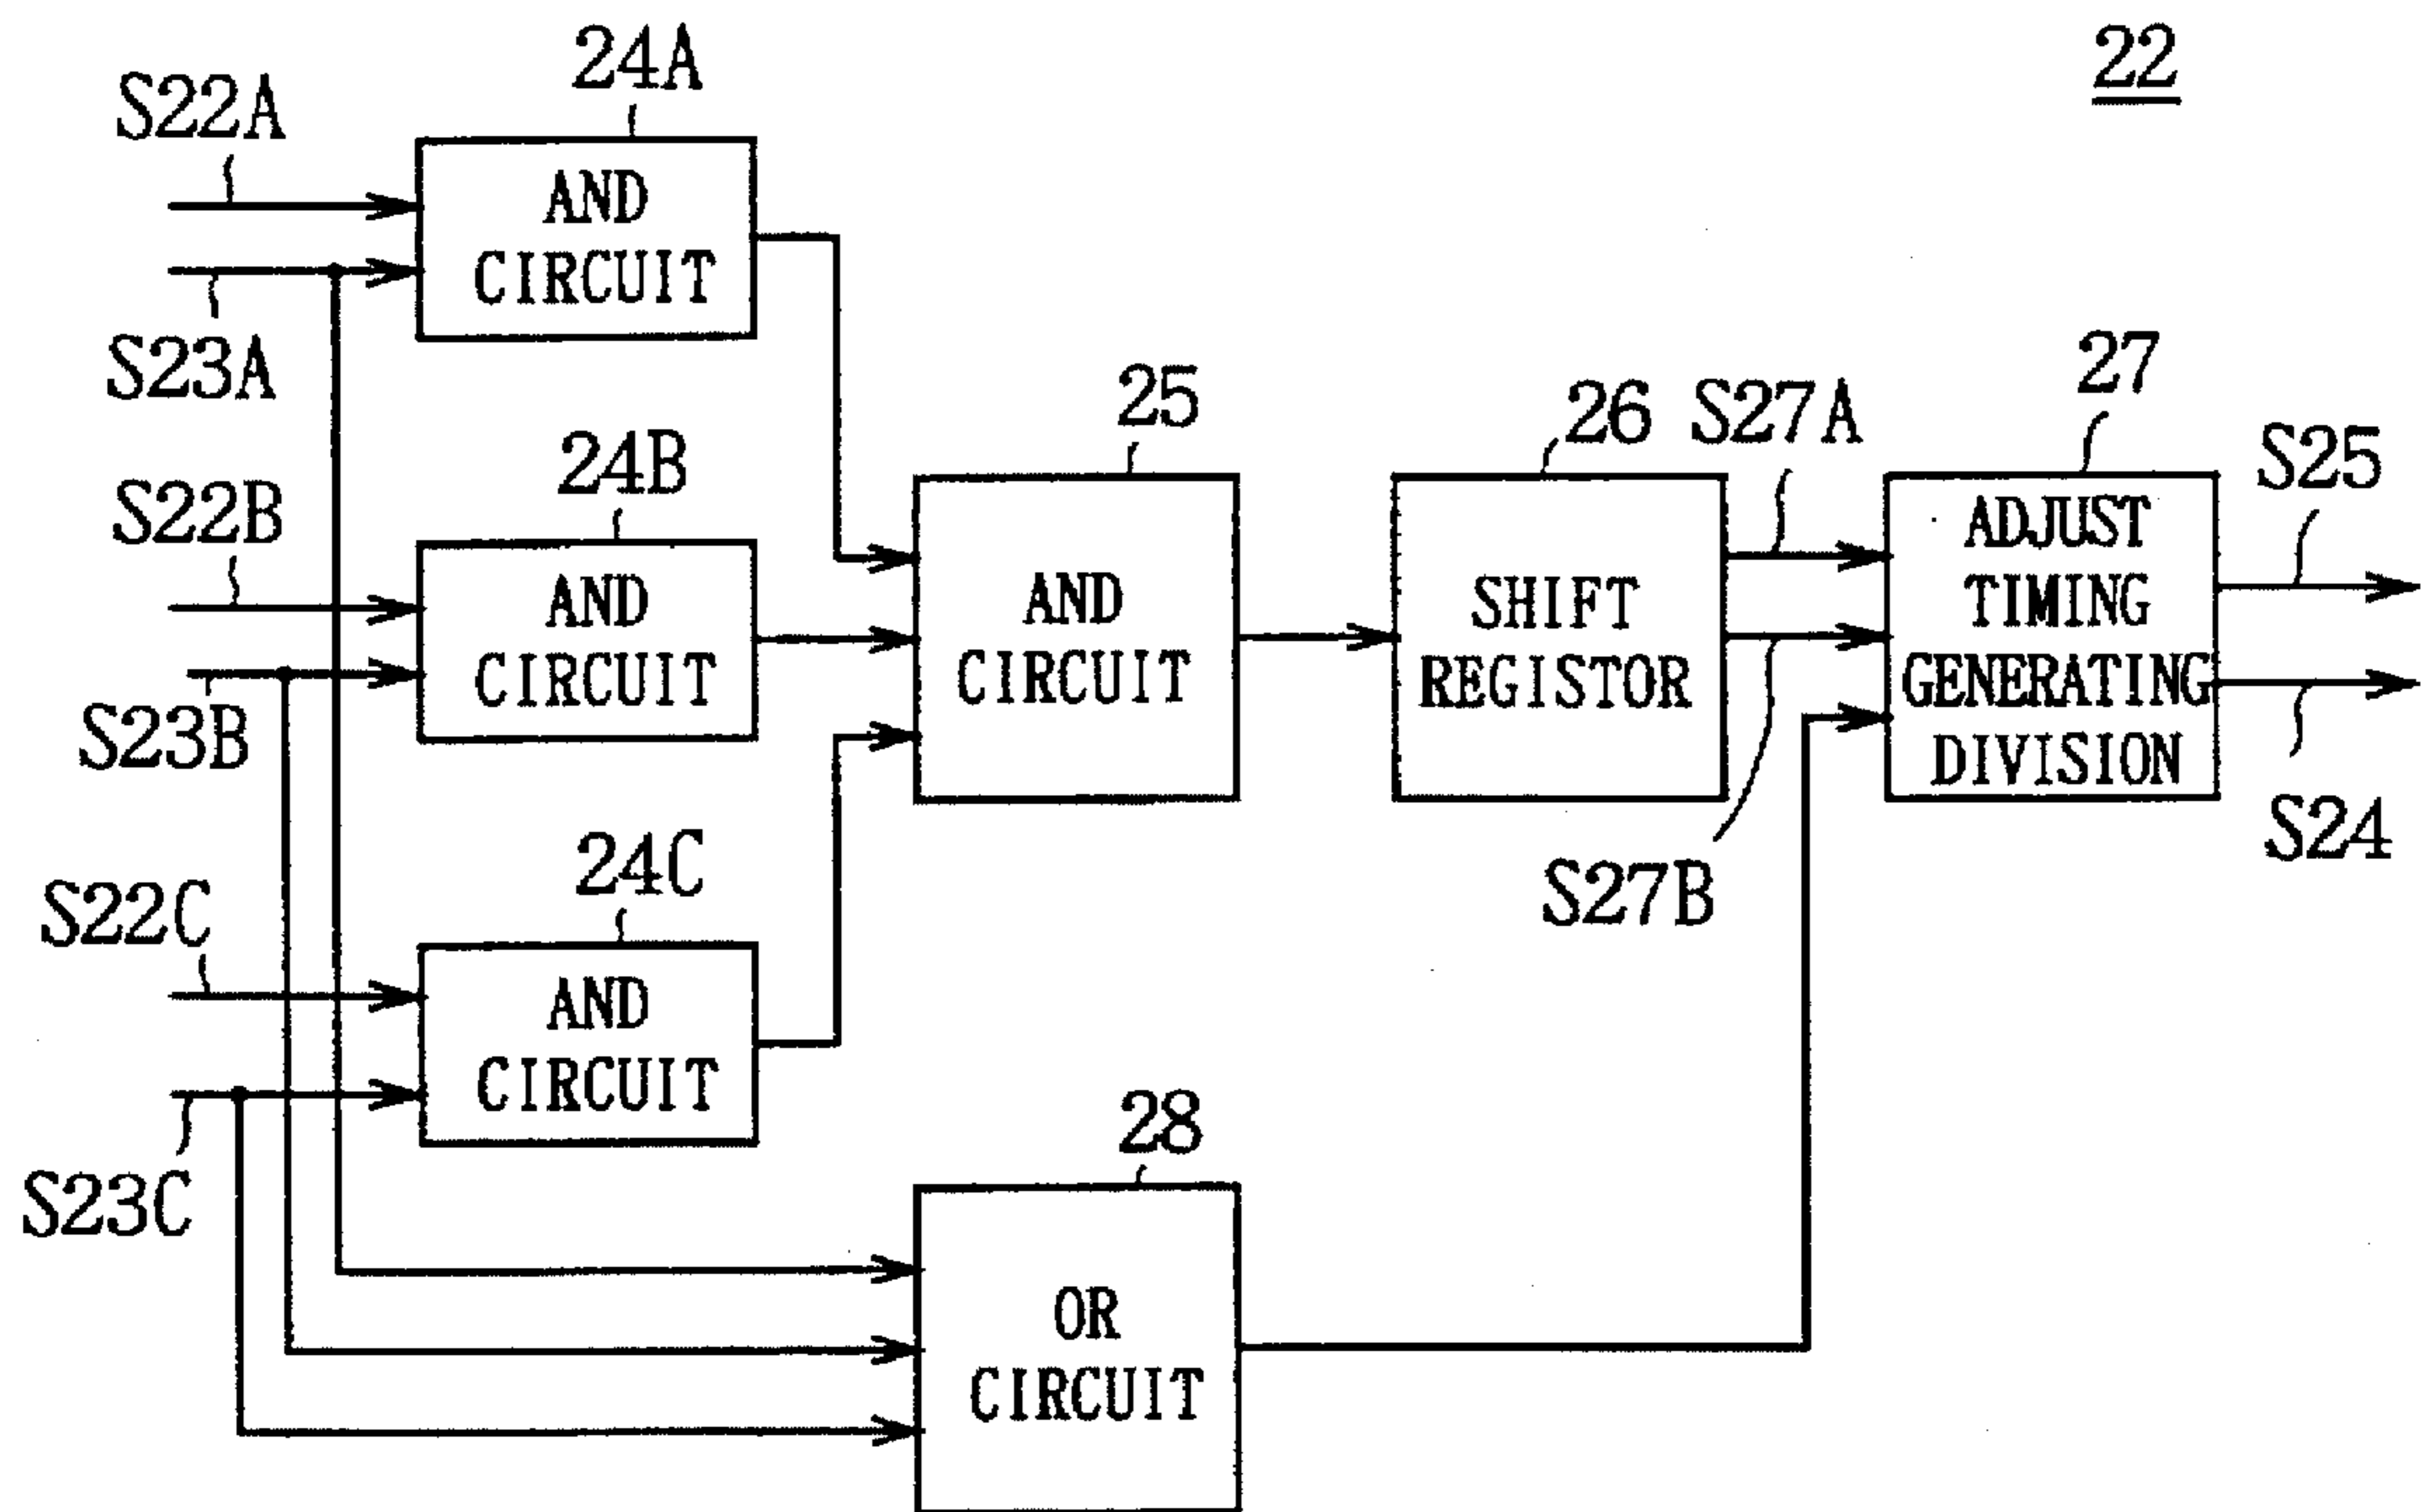 22
24A
S22A
AND
CIRCUIT
S23A
24B
S22B
AND
CIRCUIT
S23B
24C
S22C
AND
CIRCUIT
S23C
25
AND
CIRCUIT
26
SHIFT
REGISTOR
S27A
S27B
27
ADJUST
TIMING
GENERATING
DIVISION
S25
S24
28
OR
CIRCUIT